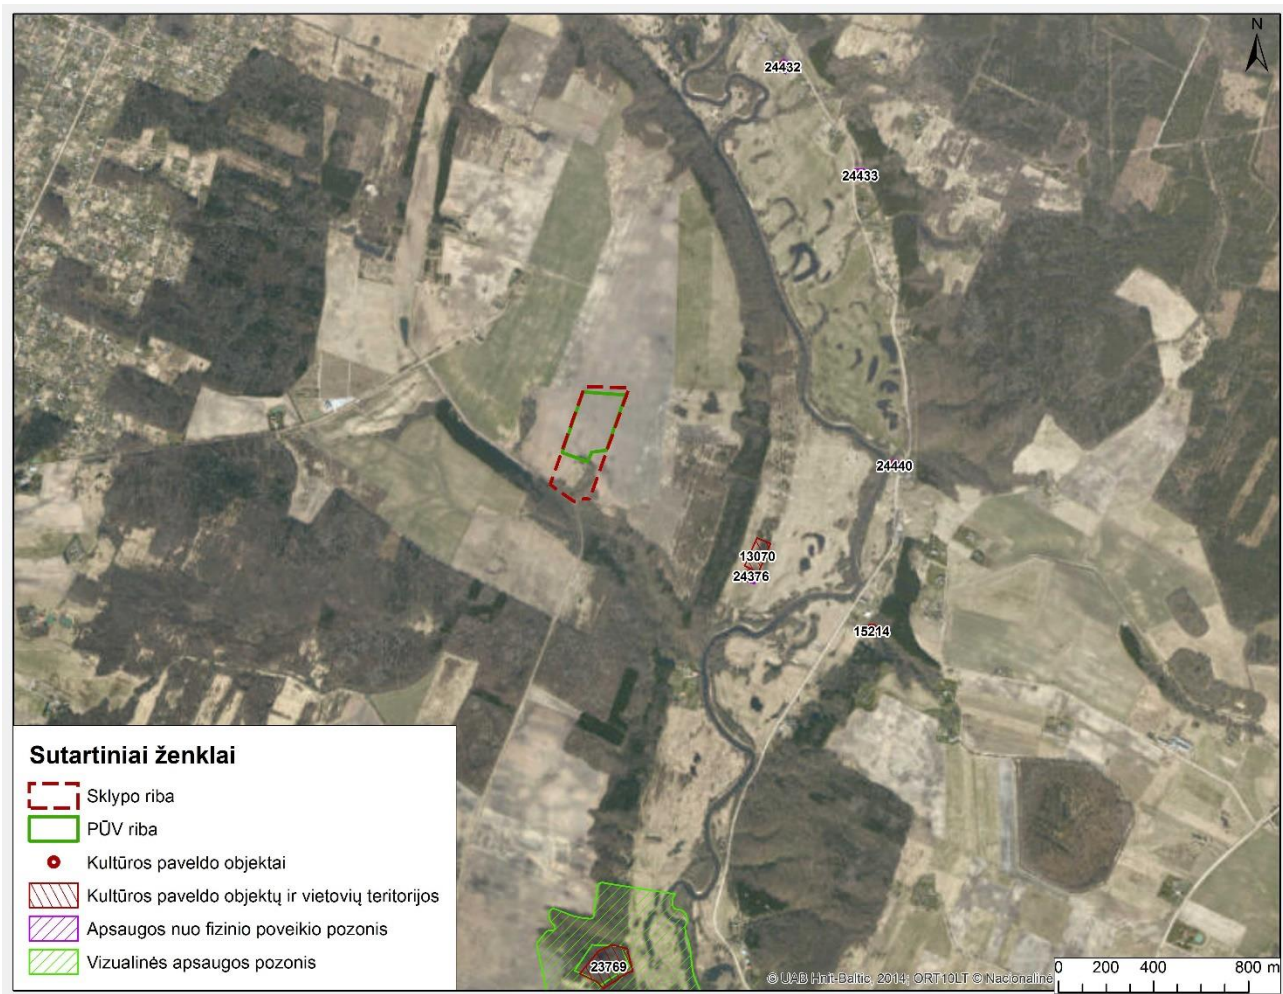 N
24432
24433
24440
13070
24376
15214
23769
Sutartiniai ženklai
Sklypo riba
PŪV riba
Kultūros paveldo objektai
Kultūros paveldo objektų ir vietovių teritorijos
Apsaugos nuo fizinio poveikio pozonis
Vizualinės apsaugos pozonis
© UAB Hnit-Baltic, 2014; ORT10LT © Nacionalinė
0 200 400 800 m